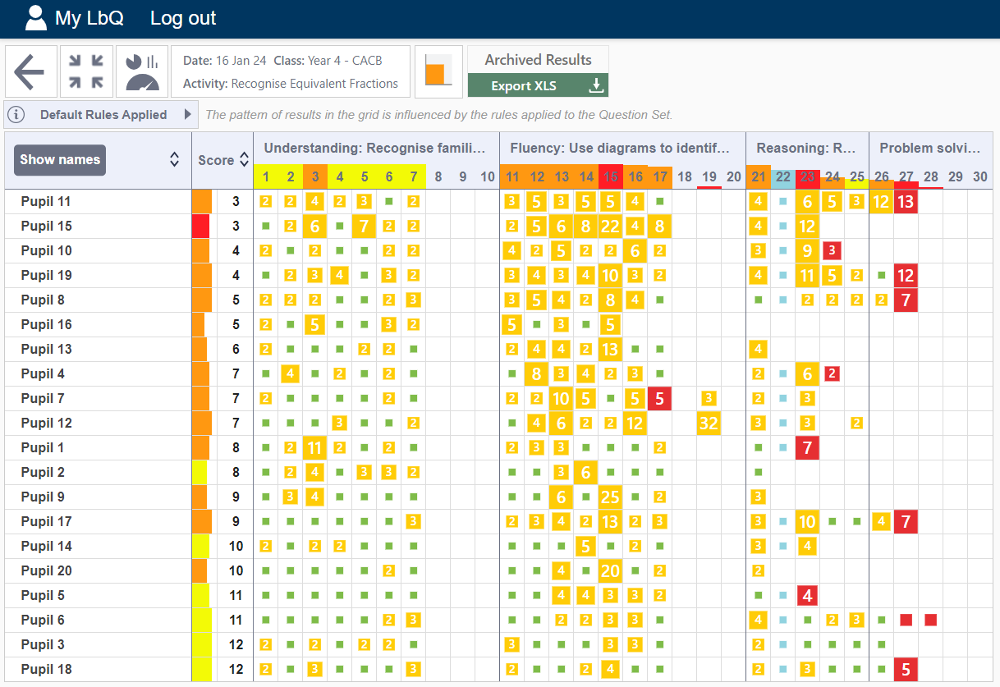 My LbQ Log out
Date: 16 Jan 24 Class: Year 4 - CACB
Activity: Recognise Equivalent Fractions
Archived Results
Export XLS
Default Rules Applied
The pattern of results in the grid is influenced by the rules applied to the Question Set.
Show names Score Understanding: Recognise famili... Fluency: Use diagrams to identif... Reasoning: R... Problem solvi...
1 2 3 4 5 6 7 8 9 10 11 12 13 14 15 16 17 18 19 20 21 22 23 24 25 26 27 28 29 30
Pupil 11 3 2 2 4 2 3 2 3 5 3 5 5 4 4 6 5 3 12 13
Pupil 15 3 2 6 7 2 2 2 5 6 8 22 4 8 4 12
Pupil 10 4 2 2 2 2 4 2 5 2 2 6 2 3 9 3
Pupil 19 4 2 3 4 3 2 3 4 3 4 10 3 2 4 11 5 2 12
Pupil 8 5 2 2 2 2 3 3 5 4 2 8 4 2 2 2 2 7
Pupil 16 5 2 5 3 2 5 3 5
Pupil 13 6 2 2 2 2 4 4 2 13 4
Pupil 4 7 4 2 2 8 3 4 2 3 2 6 2
Pupil 7 7 2 2 2 2 10 5 5 5 3 2 3
Pupil 12 7 3 2 4 6 2 2 12 32 3 3 2
Pupil 1 8 2 11 2 2 2 3 3 2 7
Pupil 2 8 2 4 3 3 2 3 6
Pupil 9 9 3 4 6 25 2 3
Pupil 17 9 3 2 3 4 2 13 2 3 3 10 4 7
Pupil 14 10 2 2 2 5 2 3 4
Pupil 20 10 2 4 20 2 2
Pupil 5 11 4 4 3 3 2 4
Pupil 6 11 2 3 2 2 3 3 4 2 3
Pupil 3 12 2 2 2 2 3 3 3 2
Pupil 18 12 2 3 3 2 2 4 2 3 5